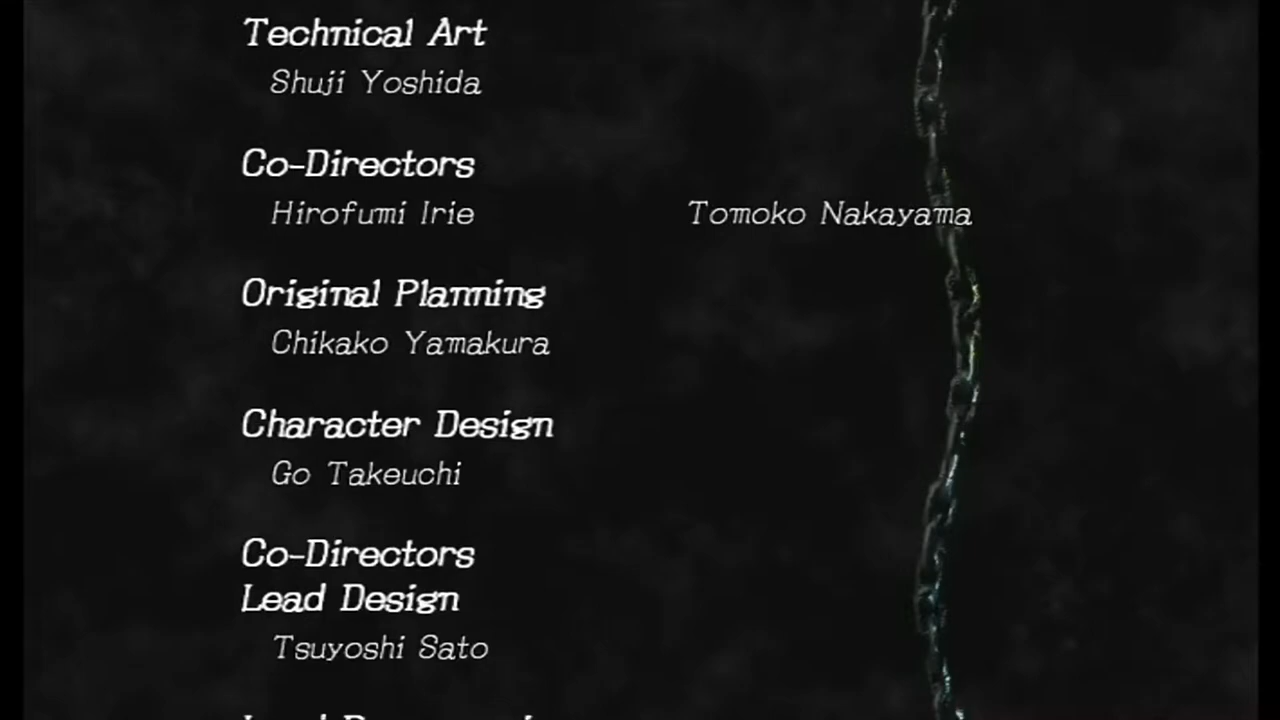 Technical Art
Shuji Yoshida
Co-Directors
Hirofumi Irie Tomoko Nakayama
Original Planning
Chikako Yamakura
Character Design
Go Takeuchi
Co-Directors
Lead Design
Tsuyoshi Sato